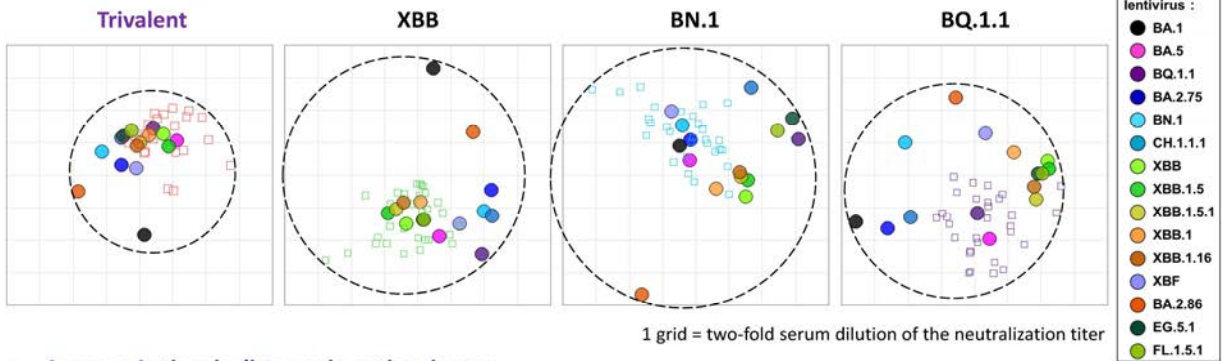 Trivalent
XBB
BN.1
BQ.1.1
lentivirus :
BA.1
BA.5
BQ.1.1
BA.2.75
BN.1
CH.1.1.1
XBB
XBB.1.5
XBB.1.5.1
XBB.1
XBB.1.16
XBF
BA.2.86
EG.5.1
FL.1.5.1
1 grid = two-fold serum dilution of the neutralization titer